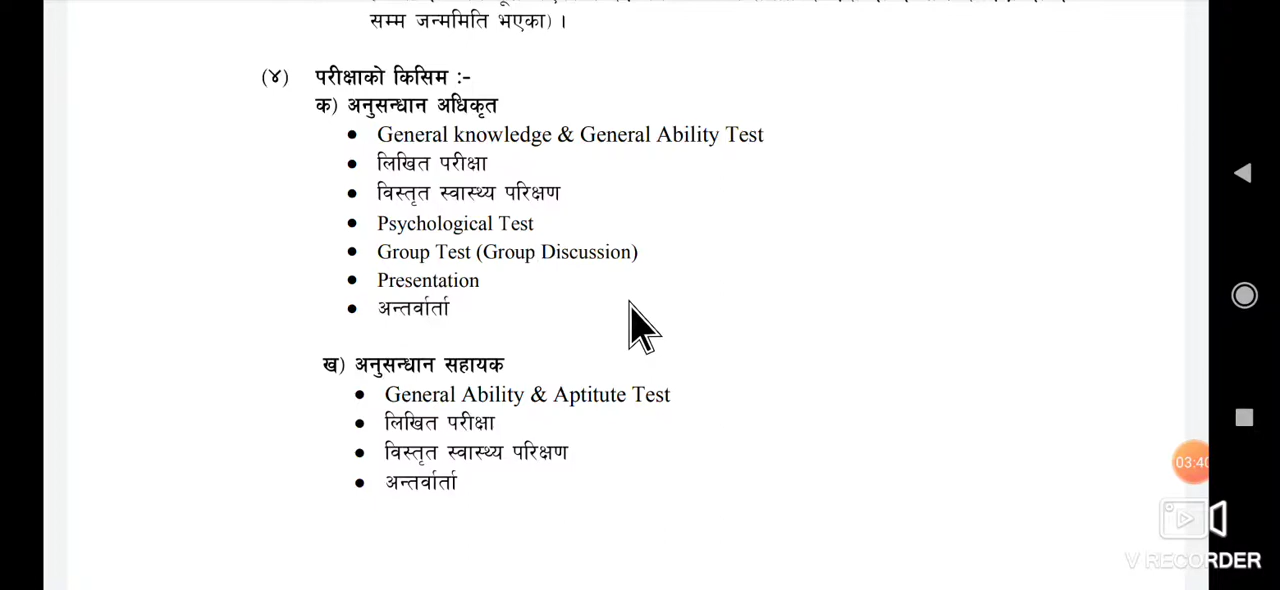 सम्म जन्ममिति भएका) ।
(४) परीक्षाको किसिम :-
क) अनुसन्धान अधिकृत
• General knowledge & General Ability Test
• लिखित परीक्षा
• विस्तृत स्वास्थ्य परिक्षण
• Psychological Test
• Group Test (Group Discussion)
• Presentation
• अन्तर्वार्ता
ख) अनुसन्धान सहायक
• General Ability & Aptitute Test
• लिखित परीक्षा
• विस्तृत स्वास्थ्य परिक्षण
• अन्तर्वार्ता
03:40
V RECORDER